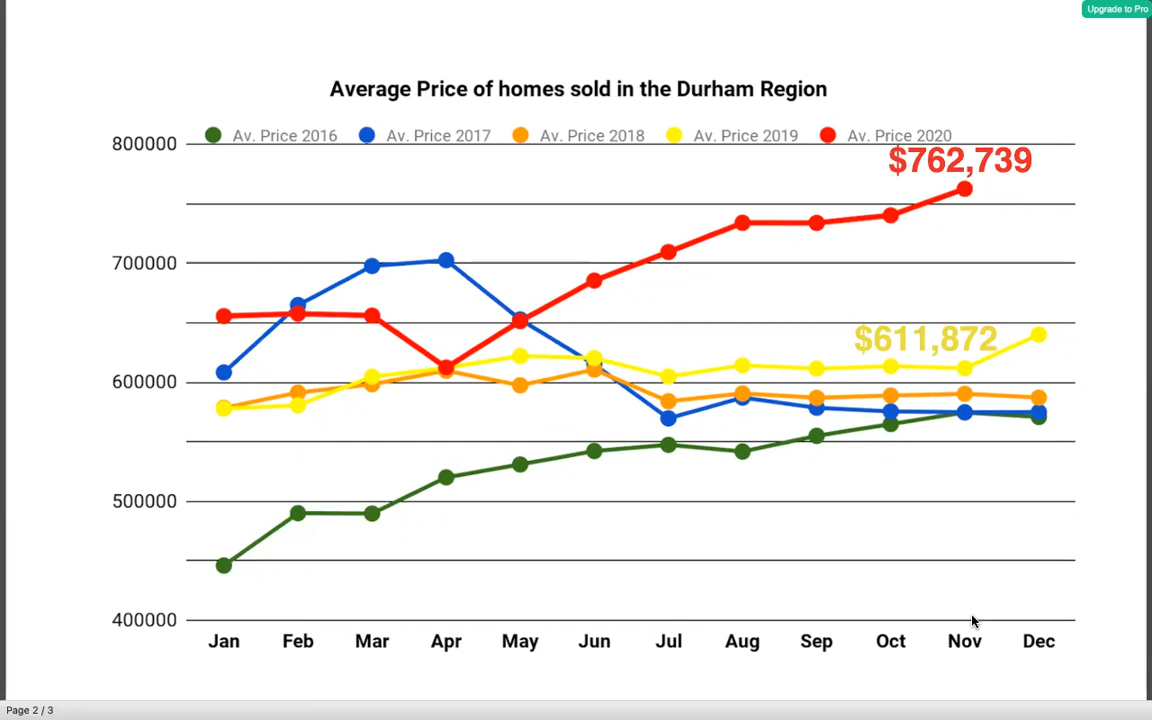 Upgrade to Pro
Average Price of homes sold in the Durham Region
Av. Price 2016 Av. Price 2017 Av. Price 2018 Av. Price 2019 Av. Price 2020
800000
$762,739
700000
$611,872
600000
500000
400000
Jan Feb Mar Apr May Jun Jul Aug Sep Oct Nov Dec
Page 2 / 3